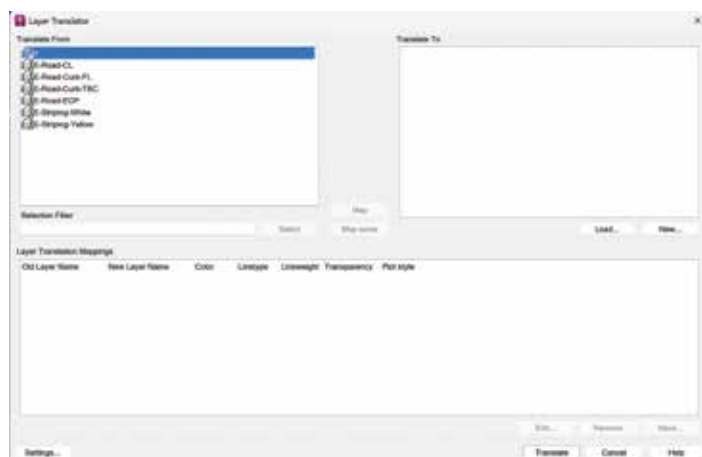 Layer Translator
Translate From
Translate To
0
E-Road-CL
E-Road-Curb-FL
E-Road-Curb-TBC
E-Road-EOP
E-Striping-White
E-Striping-Yellow
Selection Filter
Select
Map
Map same
Load...
New...
Layer Translation Mappings
Old Layer Name New Layer Name Color Linetype Lineweight Transparency Plot style
Edit...
Remove
Save...
Settings...
Translate
Cancel
Help